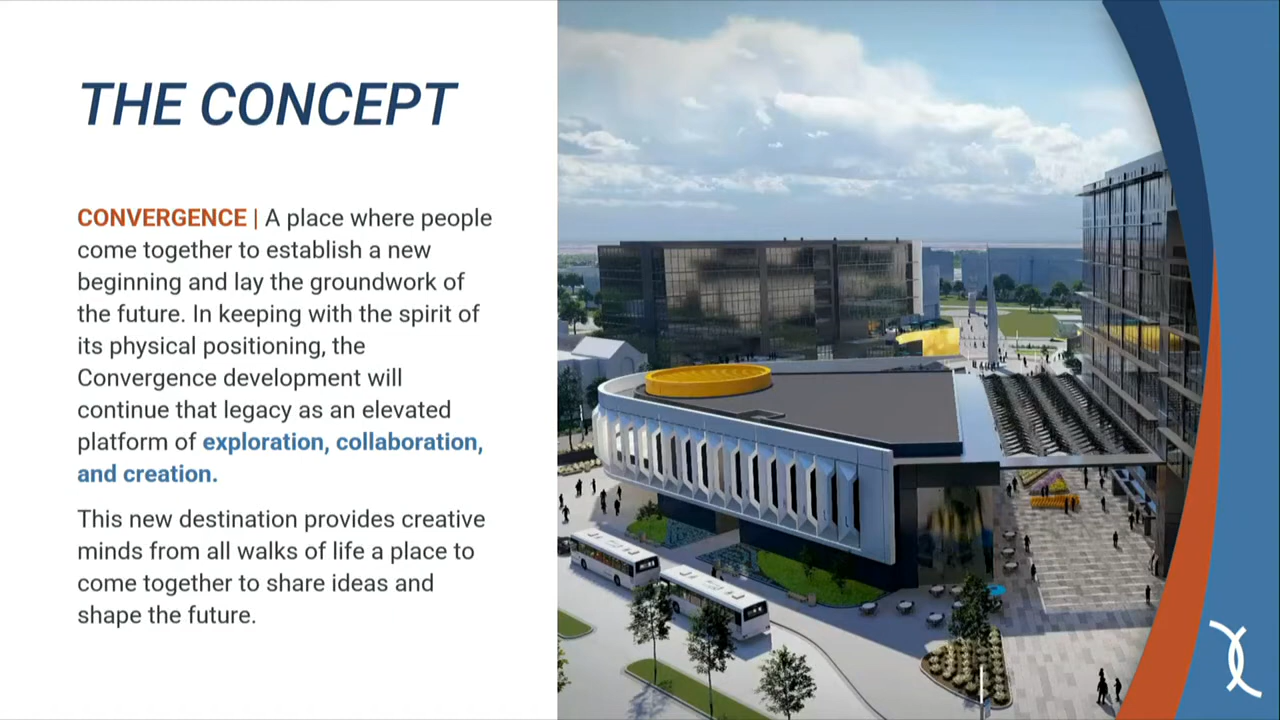 THE CONCEPT
CONVERGENCE | A place where people
come together to establish a new
beginning and lay the groundwork of
the future. In keeping with the spirit of
its physical positioning, the
Convergence development will
continue that legacy as an elevated
platform of exploration, collaboration,
and creation.
This new destination provides creative
minds from all walks of life a place to
come together to share ideas and
shape the future.